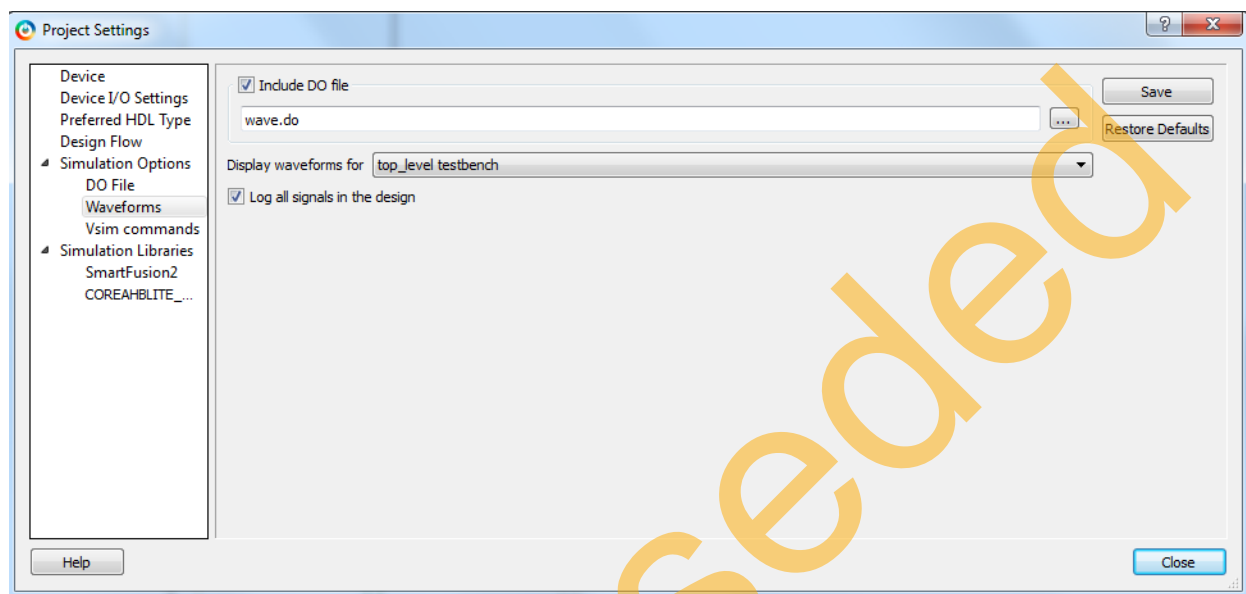 Project Settings
Device
Device I/O Settings
Preferred HDL Type
Design Flow
Simulation Options
DO File
Waveforms
Vsim commands
Simulation Libraries
SmartFusion2
COREAHBLITE_...
Include DO file
wave.do
...
Display waveforms for top_level testbench
Log all signals in the design
Save
Restore Defaults
Help
Close
seded